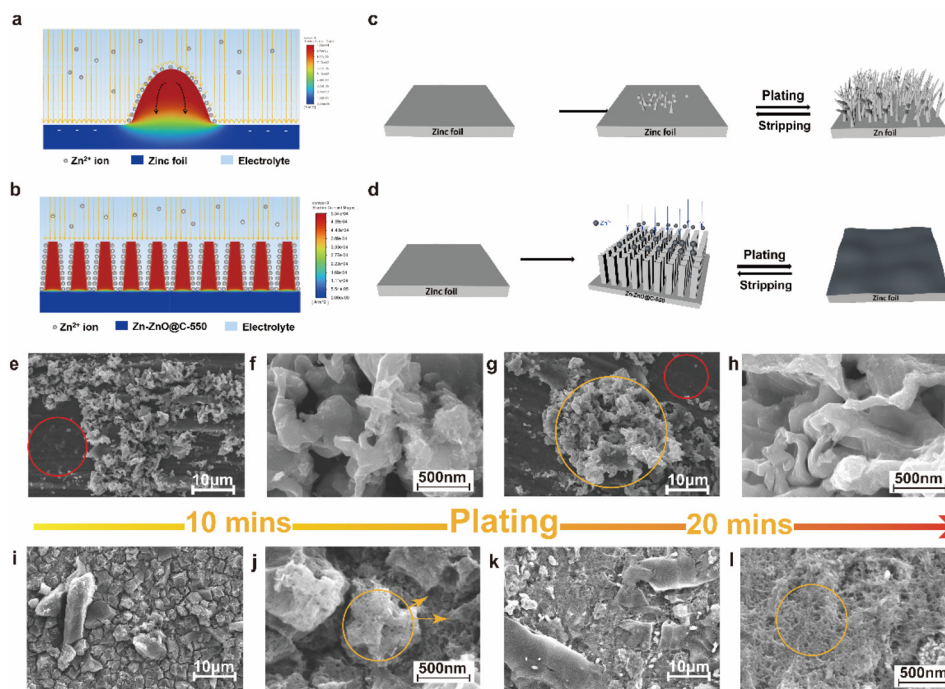 a
Zn²⁺ ion
Zinc foil
Electrolyte
b
Zn²⁺ ion
Zn-ZnO@C-550
Electrolyte
c
Zinc foil
Zinc foil
Plating
Stripping
Zn foil
d
Zinc foil
Zn²⁺
Zn-ZnO@C-550
Plating
Stripping
Zinc foil
e
10μm
f
500nm
g
10μm
h
500nm
10 mins
Plating
20 mins
i
10μm
j
500nm
k
10μm
l
500nm